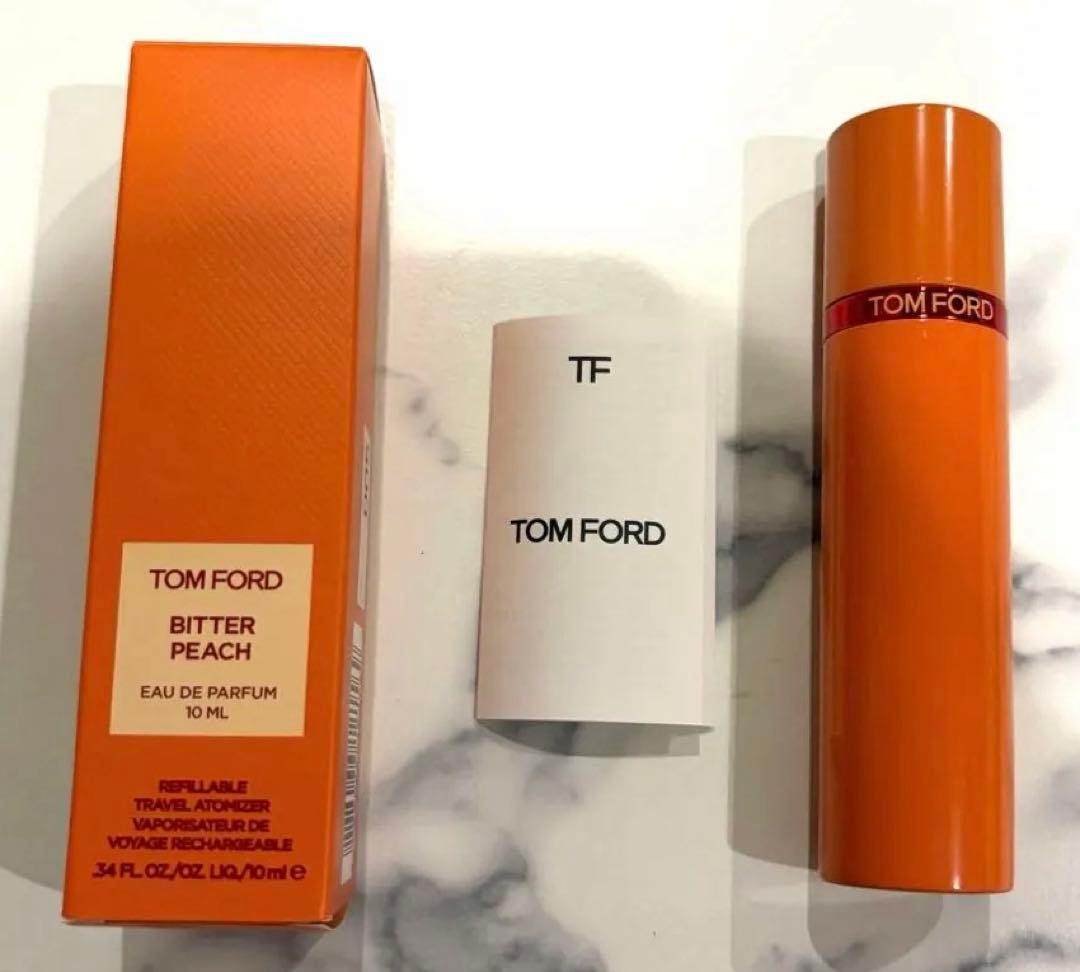 TOM FORD
BITTER
PEACH
EAU DE PARFUM
10 ML
REFILLABLE
TRAVEL ATOMIZER
VAPORISATEUR DE
VOYAGE RECHARGEABLE
.34 FL. OZ./OZ. LIQ./10 ml e
TF
TOM FORD
TOM FORD